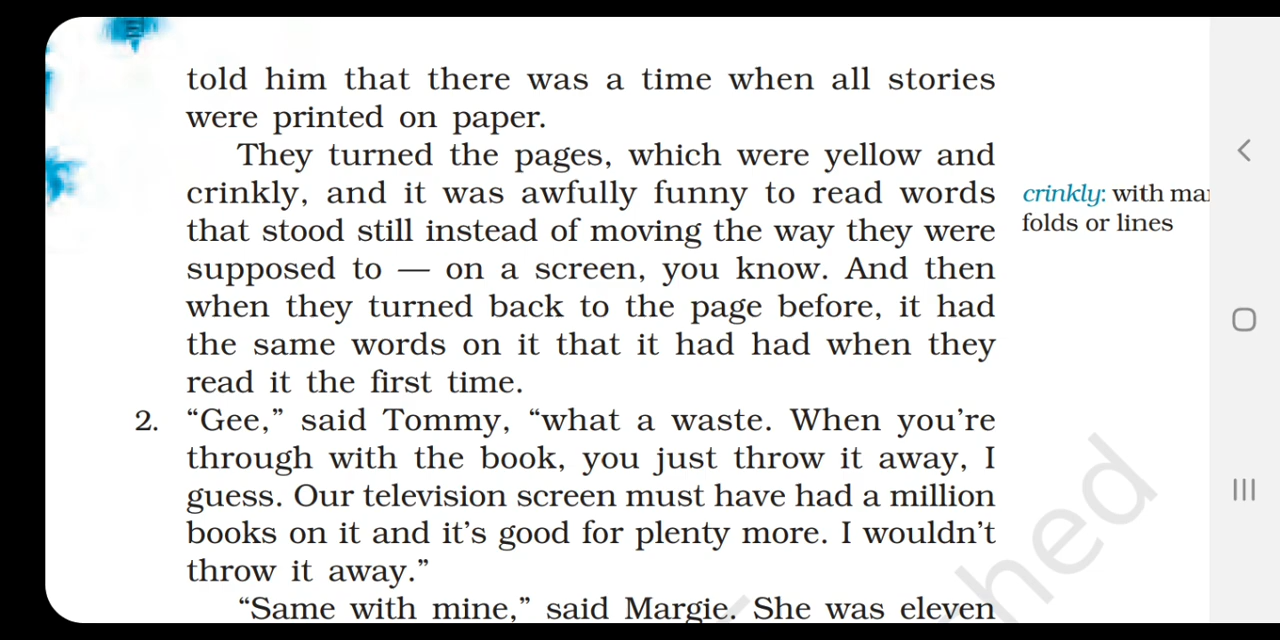 told him that there was a time when all stories
were printed on paper.
They turned the pages, which were yellow and
crinkly, and it was awfully funny to read words
that stood still instead of moving the way they were
supposed to — on a screen, you know. And then
when they turned back to the page before, it had
the same words on it that it had had when they
read it the first time.
crinkly: with
folds or lines
2. “Gee,” said Tommy, “what a waste. When you’re
through with the book, you just throw it away, I
guess. Our television screen must have had a million
books on it and it’s good for plenty more. I wouldn’t
throw it away.”
“Same with mine,” said Margie. She was eleven